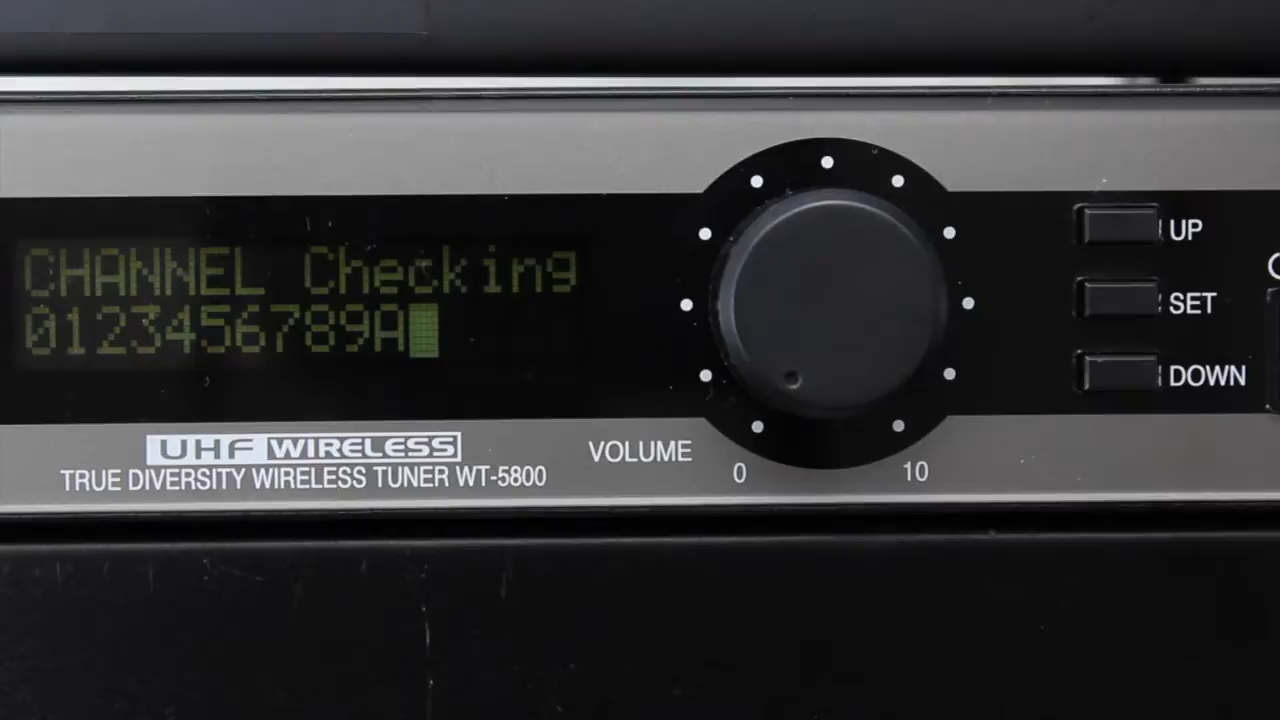 CHANNEL Checking
0123456789A
UHF WIRELESS
TRUE DIVERSITY WIRELESS TUNER WT-5800
VOLUME
0
10
UP
SET
DOWN